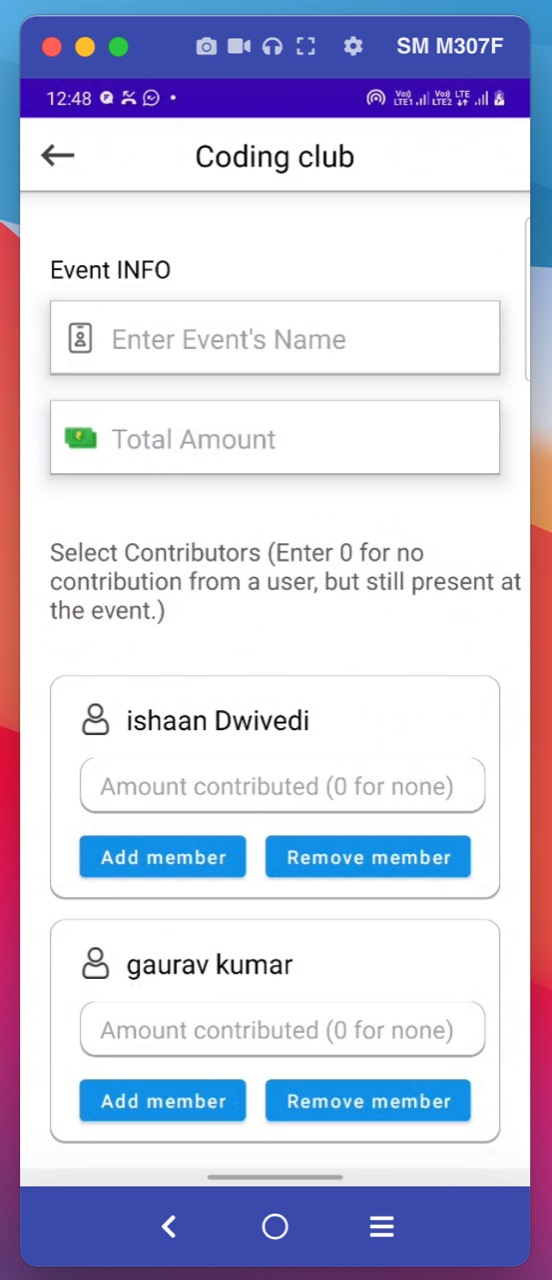 SM M307F
12:48
Vo) LTE1 Vo) LTE LTE2
Coding club
Event INFO
Enter Event's Name
Total Amount
Select Contributors (Enter 0 for no
contribution from a user, but still present at
the event.)
ishaan Dwivedi
Amount contributed (0 for none)
Add member Remove member
gaurav kumar
Amount contributed (0 for none)
Add member Remove member